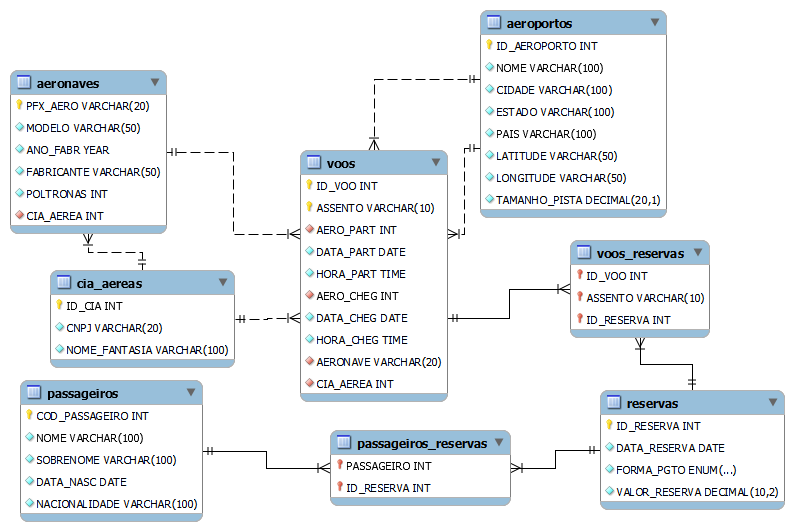 aeroportos
ID_AEROPORTO INT
NOME VARCHAR(100)
CIDADE VARCHAR(100)
ESTADO VARCHAR(100)
PAIS VARCHAR(100)
LATITUDE VARCHAR(50)
LONGITUDE VARCHAR(50)
TAMANHO_PISTA DECIMAL(20,1)
aeronaves
PFX_AERO VARCHAR(20)
MODELO VARCHAR(50)
ANO_FABR YEAR
FABRICANTE VARCHAR(50)
POLTRONAS INT
CIA_AEREA INT
voos
ID_VOO INT
ASSENTO VARCHAR(10)
AERO_PART INT
DATA_PART DATE
HORA_PART TIME
AERO_CHEG INT
DATA_CHEG DATE
HORA_CHEG TIME
AERONAVE VARCHAR(20)
CIA_AEREA INT
voos_reservas
ID_VOO INT
ASSENTO VARCHAR(10)
ID_RESERVA INT
cia_aereas
ID_CIA INT
CNPJ VARCHAR(20)
NOME_FANTASIA VARCHAR(100)
passageiros
COD_PASSAGEIRO INT
NOME VARCHAR(100)
SOBRENOME VARCHAR(100)
DATA_NASC DATE
NACIONALIDADE VARCHAR(100)
passageiros_reservas
PASSAGEIRO INT
ID_RESERVA INT
reservas
ID_RESERVA INT
DATA_RESERVA DATE
FORMA_PGTO ENUM(...)
VALOR_RESERVA DECIMAL(10,2)